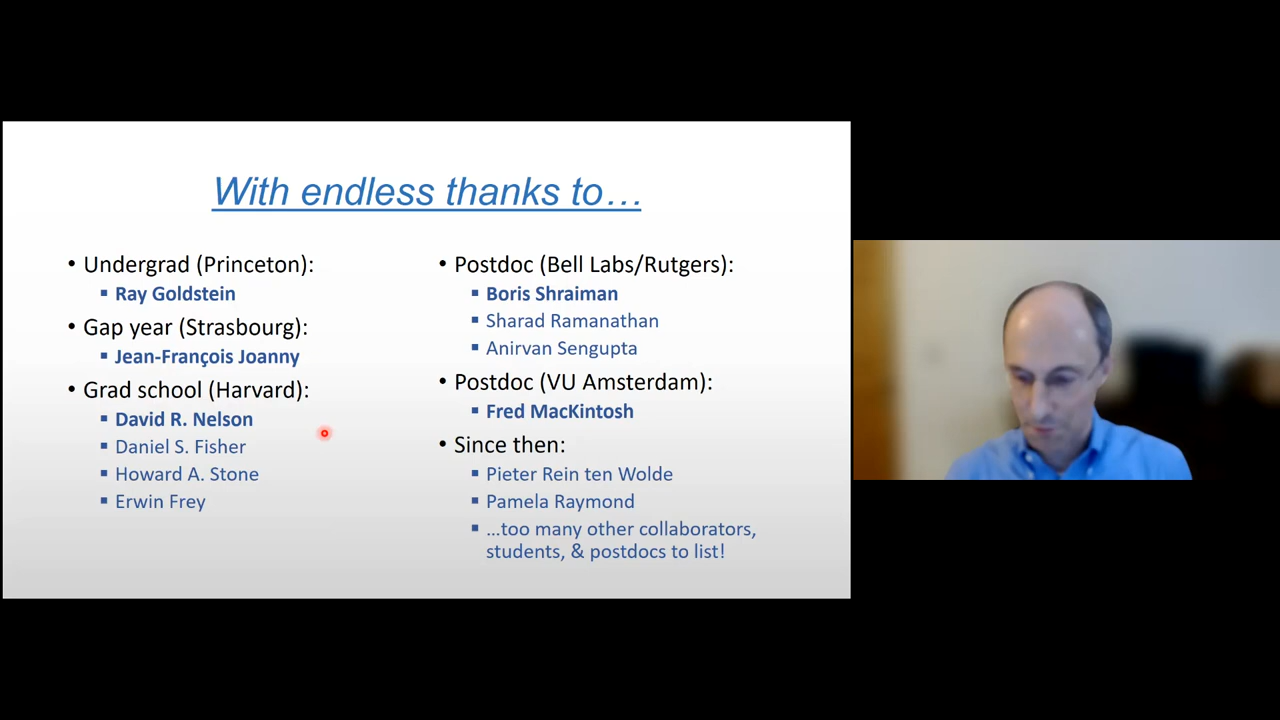 With endless thanks to…
• Undergrad (Princeton):
▪ Ray Goldstein
• Gap year (Strasbourg):
▪ Jean-François Joanny
• Grad school (Harvard):
▪ David R. Nelson
▪ Daniel S. Fisher
▪ Howard A. Stone
▪ Erwin Frey
• Postdoc (Bell Labs/Rutgers):
▪ Boris Shraiman
▪ Sharad Ramanathan
▪ Anirvan Sengupta
• Postdoc (VU Amsterdam):
▪ Fred MacKintosh
• Since then:
▪ Pieter Rein ten Wolde
▪ Pamela Raymond
▪ …too many other collaborators,
students, & postdocs to list!